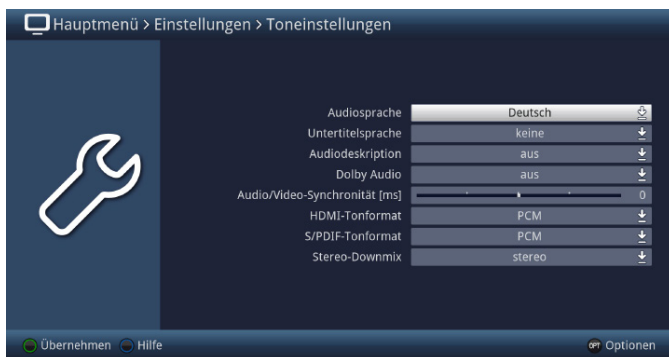 Hauptmenü > Einstellungen > Toneinstellungen
Audiosprache Deutsch
Untertitelsprache keine
Audiodeskription aus
Dolby Audio aus
Audio/Video-Synchronität [ms] 0
HDMI-Tonformat PCM
S/PDIF-Tonformat PCM
Stereo-Downmix stereo
Übernehmen Hilfe OPT Optionen